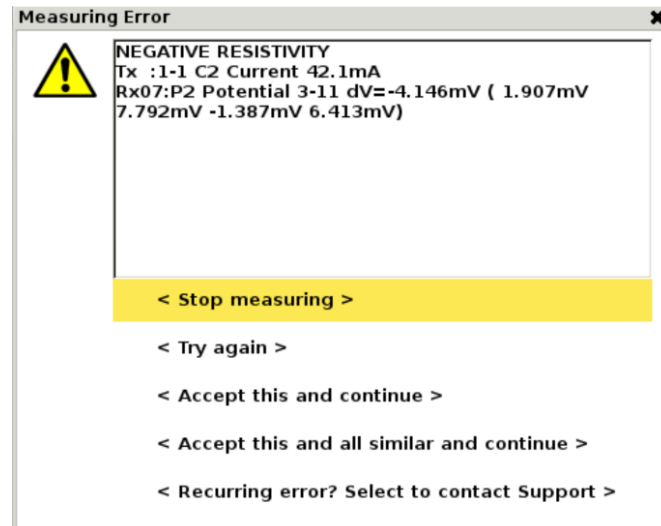 Measuring Error
NEGATIVE RESISTIVITY
Tx :1-1 C2 Current 42.1mA
Rx07:P2 Potential 3-11 dV=-4.146mV ( 1.907mV
7.792mV -1.387mV 6.413mV)
< Stop measuring >
< Try again >
< Accept this and continue >
< Accept this and all similar and continue >
< Recurring error? Select to contact Support >